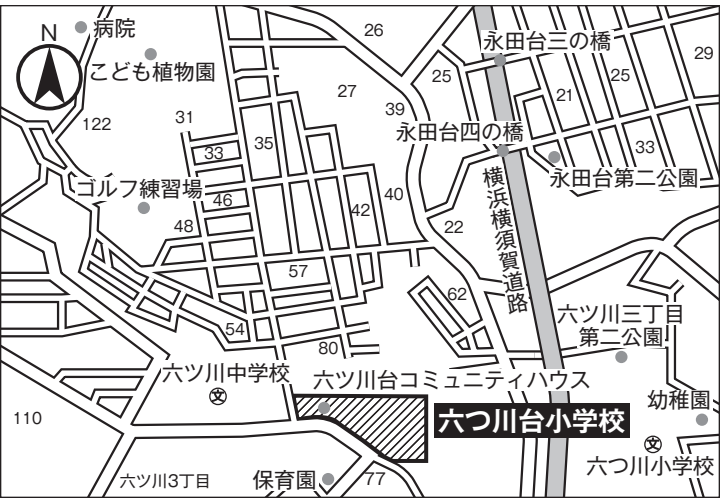 N
病院
こども植物園
26
永田台三の橋
25
27
39
21
25
29
122
31
33
35
永田台四の橋
33
永田台第二公園
ゴルフ練習場
46
48
42
40
22
横浜横須賀道路
57
62
54
80
六ツ川三丁目
第二公園
六ツ川中学校
文
六ツ川台コミュニティハウス
六つ川台小学校
幼稚園
文
六つ川小学校
110
六ツ川3丁目
保育園
77